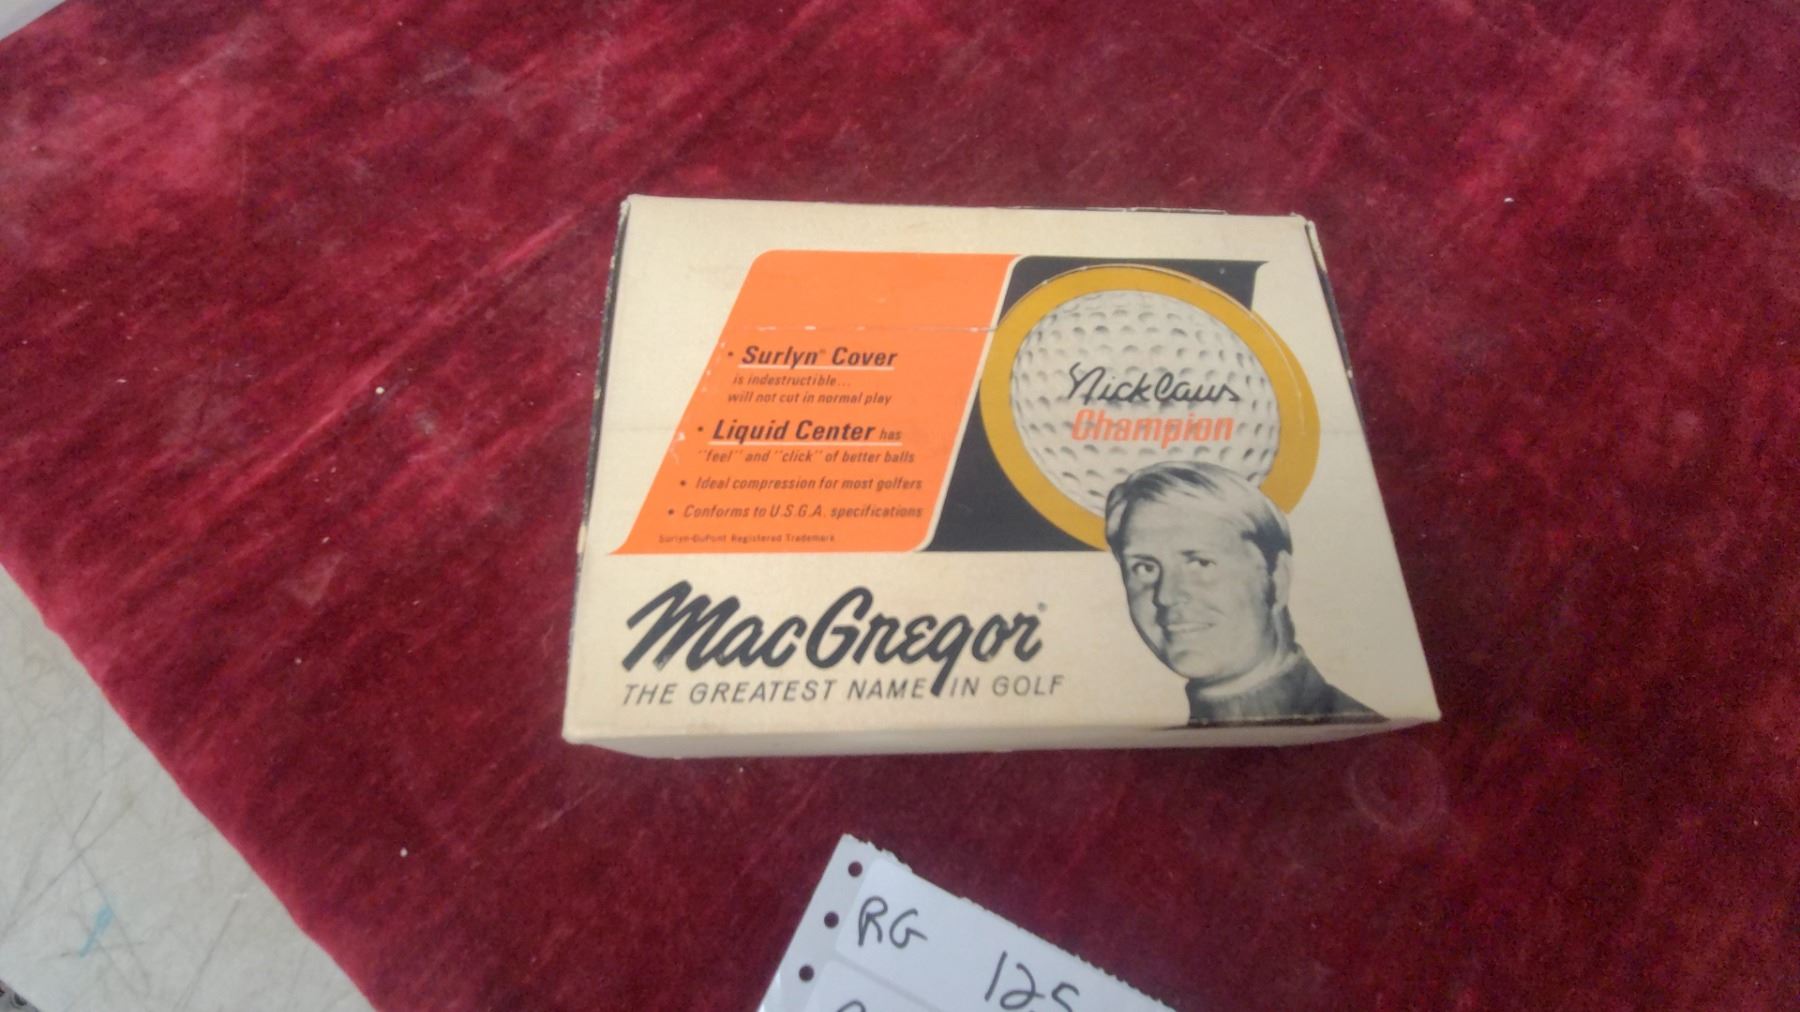 • Surlyn® Cover
is indestructible...
will not cut in normal play
• Liquid Center has
"feel" and "click" of better balls
• Ideal compression for most golfers
• Conforms to U.S.G.A. specifications
Surlyn-DuPont Registered Trademark
Nicklaus
Champion
MacGregor®
THE GREATEST NAME IN GOLF
RG
125